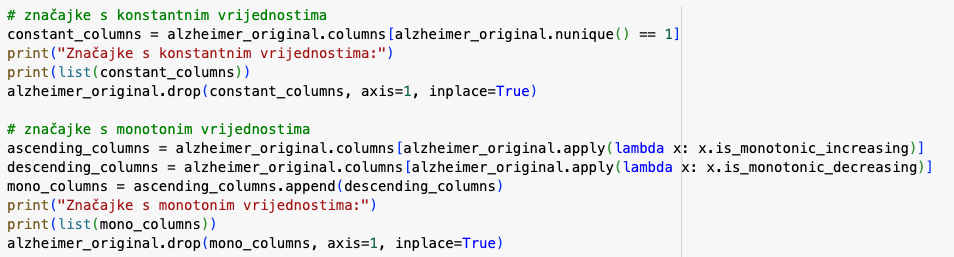 # značajke s konstantnim vrijednostima
constant_columns = alzheimer_original.columns[alzheimer_original.nunique() == 1]
print("Značajke s konstantnim vrijednostima:")
print(list(constant_columns))
alzheimer_original.drop(constant_columns, axis=1, inplace=True)

# značajke s monotonim vrijednostima
ascending_columns = alzheimer_original.columns[alzheimer_original.apply(lambda x: x.is_monotonic_increasing)]
descending_columns = alzheimer_original.columns[alzheimer_original.apply(lambda x: x.is_monotonic_decreasing)]
mono_columns = ascending_columns.append(descending_columns)
print("Značajke s monotonim vrijednostima:")
print(list(mono_columns))
alzheimer_original.drop(mono_columns, axis=1, inplace=True)